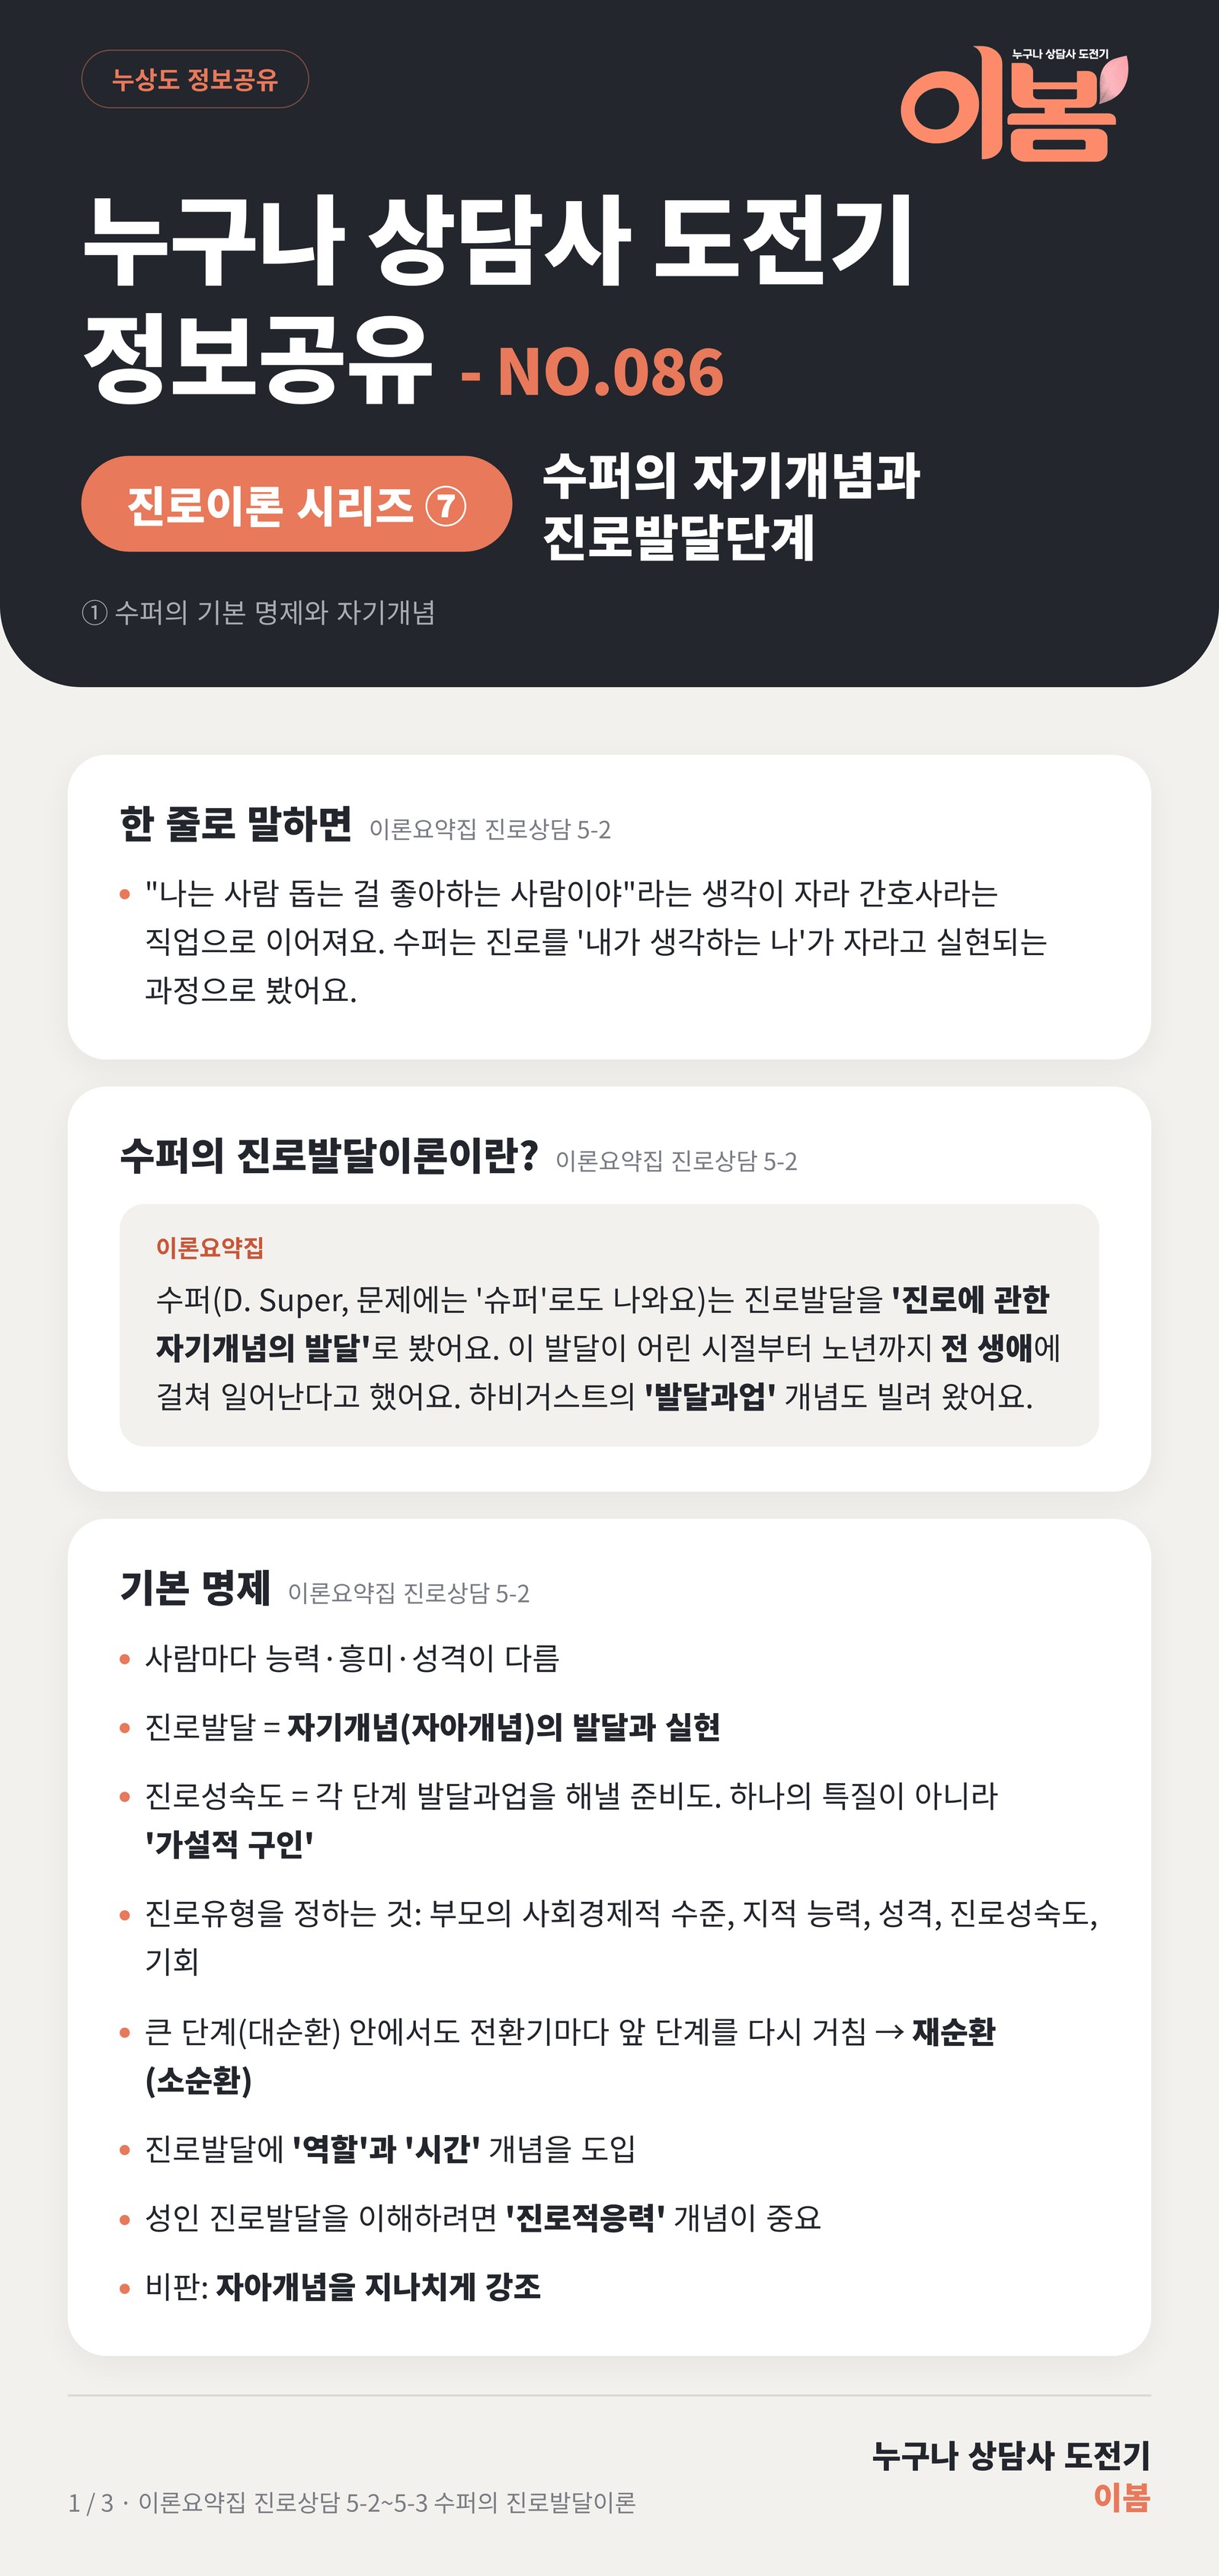 누상도 정보공유
누구나 상담사 도전기
이봄
누구나 상담사 도전기
정보공유 - NO.086
진로이론 시리즈 ⑦
수퍼의 자기개념과
진로발달단계
① 수퍼의 기본 명제와 자기개념
한 줄로 말하면 이론요약집 진로상담 5-2
• "나는 사람 돕는 걸 좋아하는 사람이야"라는 생각이 자라 간호사라는
직업으로 이어져요. 수퍼는 진로를 '내가 생각하는 나'가 자라고 실현되는
과정으로 봤어요.
수퍼의 진로발달이론이란? 이론요약집 진로상담 5-2
이론요약집
수퍼(D. Super, 문제에는 '슈퍼'로도 나와요)는 진로발달을 '진로에 관한
자기개념의 발달'로 봤어요. 이 발달이 어린 시절부터 노년까지 전 생애에
걸쳐 일어난다고 했어요. 하비거스트의 '발달과업' 개념도 빌려 왔어요.
기본 명제 이론요약집 진로상담 5-2
• 사람마다 능력·흥미·성격이 다름
• 진로발달 = 자기개념(자아개념)의 발달과 실현
• 진로성숙도 = 각 단계 발달과업을 해낼 준비도. 하나의 특질이 아니라
'가설적 구인'
• 진로유형을 정하는 것: 부모의 사회경제적 수준, 지적 능력, 성격, 진로성숙도,
기회
• 큰 단계(대순환) 안에서도 전환기마다 앞 단계를 다시 거침 → 재순환
(소순환)
• 진로발달에 '역할'과 '시간' 개념을 도입
• 성인 진로발달을 이해하려면 '진로적응력' 개념이 중요
• 비판: 자아개념을 지나치게 강조
누구나 상담사 도전기
1 / 3 · 이론요약집 진로상담 5-2~5-3 수퍼의 진로발달이론
이봄